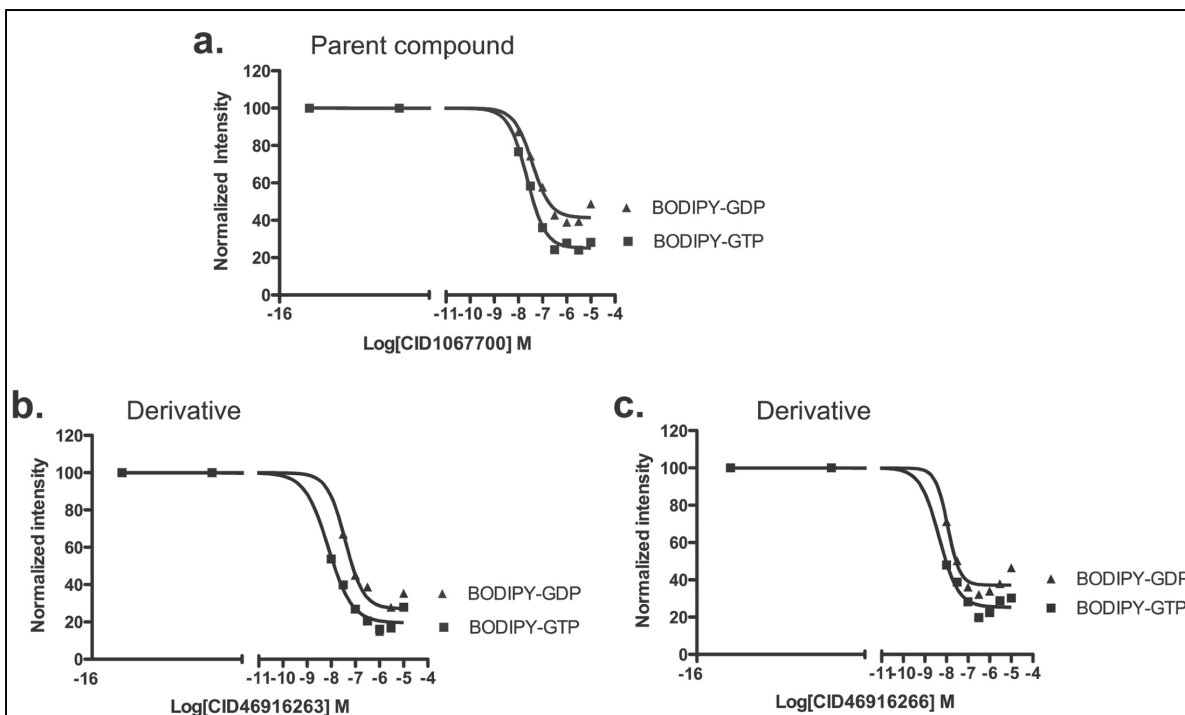 a. Parent compound
120
100
80
60
40
20
0
Normalized Intensity
-16
-11-10 -9 -8 -7 -6 -5 -4
Log[CID1067700] M
BODIPY-GDP
BODIPY-GTP
b. Derivative
120
100
80
60
40
20
0
Normalized intensity
-16
-11-10 -9 -8 -7 -6 -5 -4
Log[CID46916263] M
BODIPY-GDP
BODIPY-GTP
c. Derivative
120
100
80
60
40
20
0
Normalized intensity
-16
-11-10 -9 -8 -7 -6 -5 -4
Log[CID46916266] M
BODIPY-GDP
BODIPY-GTP